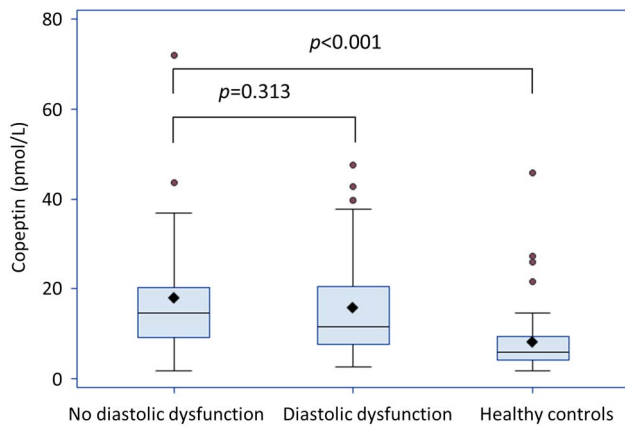 80
60
40
20
0
Copeptin (pmol/L)
p<0.001
p=0.313
No diastolic dysfunction
Diastolic dysfunction
Healthy controls